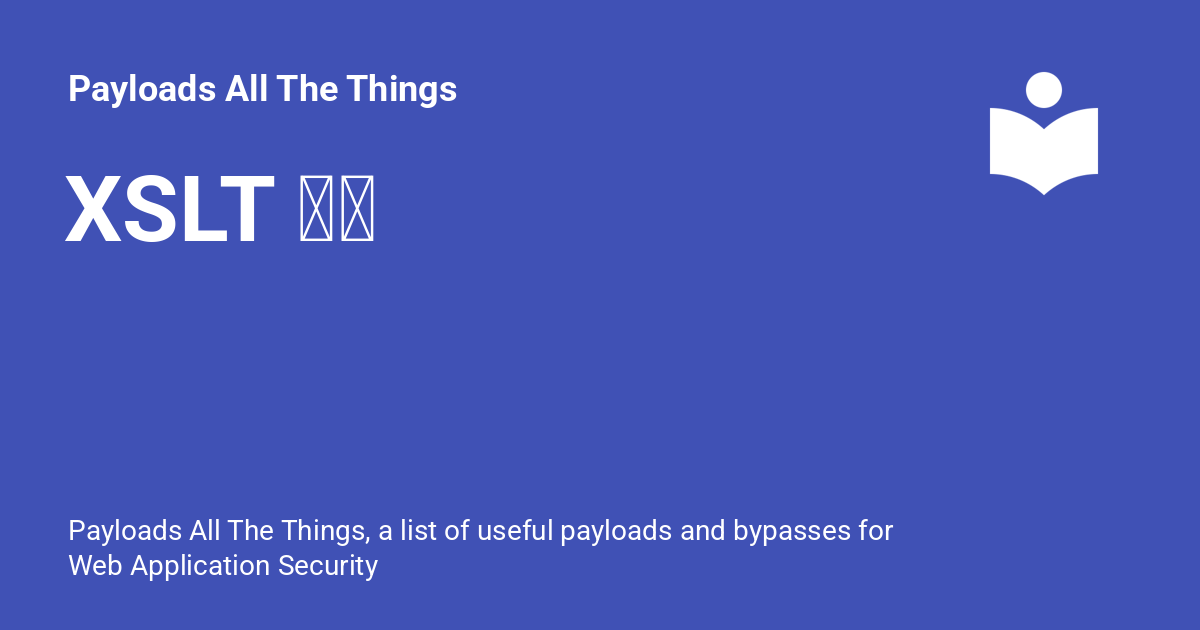 Payloads All The Things
XSLT
Payloads All The Things, a list of useful payloads and bypasses for
Web Application Security